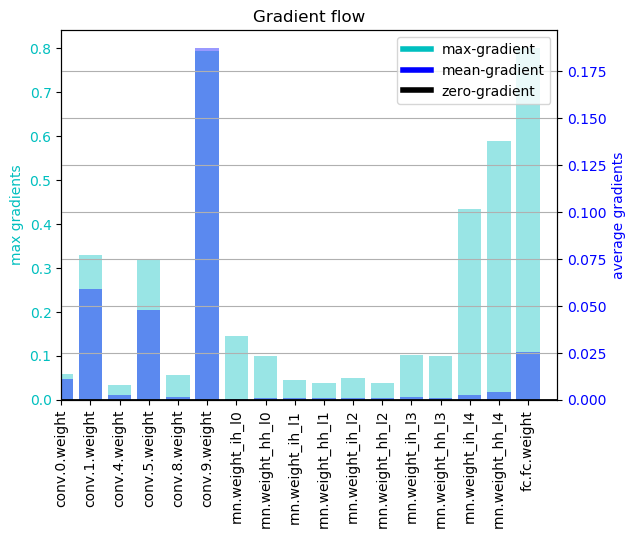 Gradient flow
max-gradient
mean-gradient
zero-gradient
max gradients
0.8
0.7
0.6
0.5
0.4
0.3
0.2
0.1
0.0
average gradients
0.175
0.150
0.125
0.100
0.075
0.050
0.025
0.000
conv.0.weight
conv.1.weight
conv.4.weight
conv.5.weight
conv.8.weight
conv.9.weight
rnn.weight_ih_l0
rnn.weight_hh_l0
rnn.weight_ih_l1
rnn.weight_hh_l1
rnn.weight_ih_l2
rnn.weight_hh_l2
rnn.weight_ih_l3
rnn.weight_hh_l3
rnn.weight_ih_l4
rnn.weight_hh_l4
fc.fc.weight